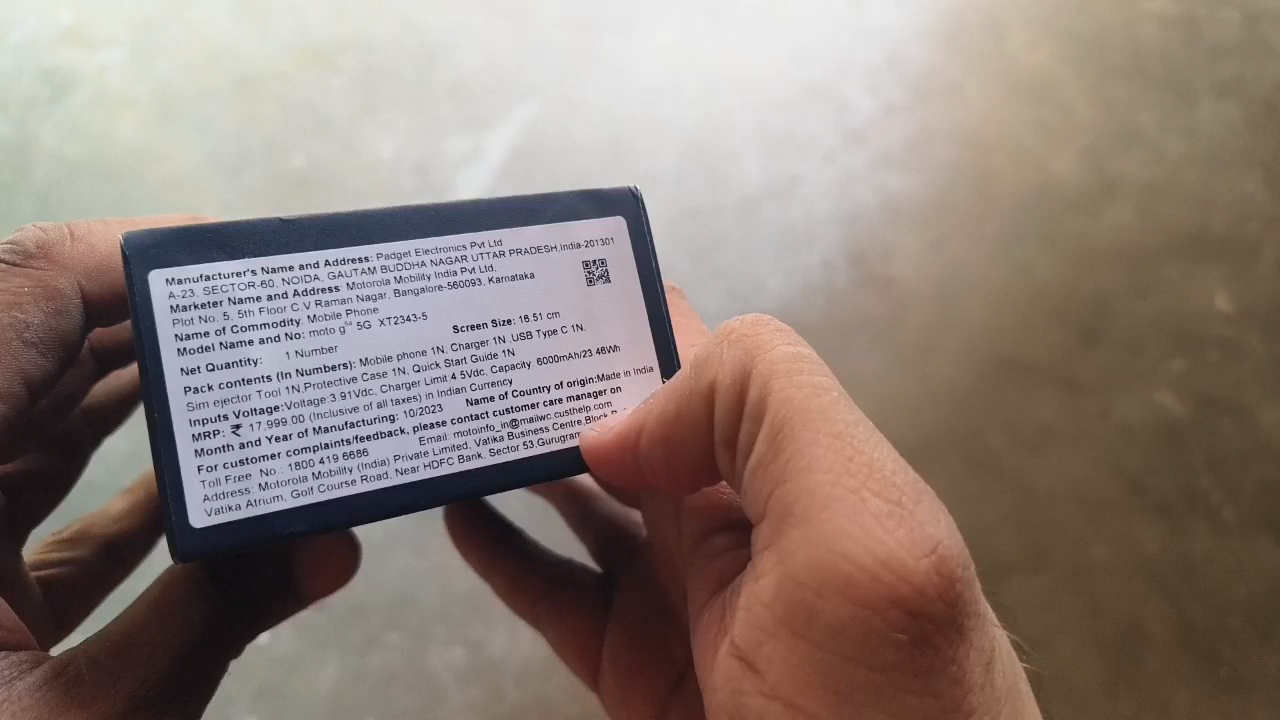 Manufacturer's Name and Address: Padget Electronics Pvt Ltd
A-23, SECTOR-60, NOIDA, GAUTAM BUDDHA NAGAR UTTAR PRADESH,India-201301
Marketer Name and Address: Motorola Mobility India Pvt Ltd.
Plot No. 5, 5th Floor C.V Raman Nagar, Bangalore-560093, Karnataka
Name of Commodity: Mobile Phone
Model Name and No: moto g54 5G XT2343-5
Net Quantity: 1 Number Screen Size: 16.51 cm
Pack contents (In Numbers): Mobile phone 1N, Charger 1N ,USB Type C 1N,
Sim ejector Tool 1N,Protective Case 1N, Quick Start Guide 1N
Inputs Voltage:Voltage 3.91Vdc, Charger Limit 4.5Vdc, Capacity: 6000mAh/23.46Wh
MRP: ₹ 17,999.00 (Inclusive of all taxes) in Indian Currency
Month and Year of Manufacturing: 10/2023 Name of Country of origin:Made in India
For customer complaints/feedback, please contact customer care manager on
Toll Free No.: 1800 419 6686 Email: motoinfo_in@mailwc.custhelp.com
Address: Motorola Mobility (India) Private Limited, Vatika Business Centre,Block
Vatika Atrium, Golf Course Road, Near HDFC Bank, Sector 53,Gurugram